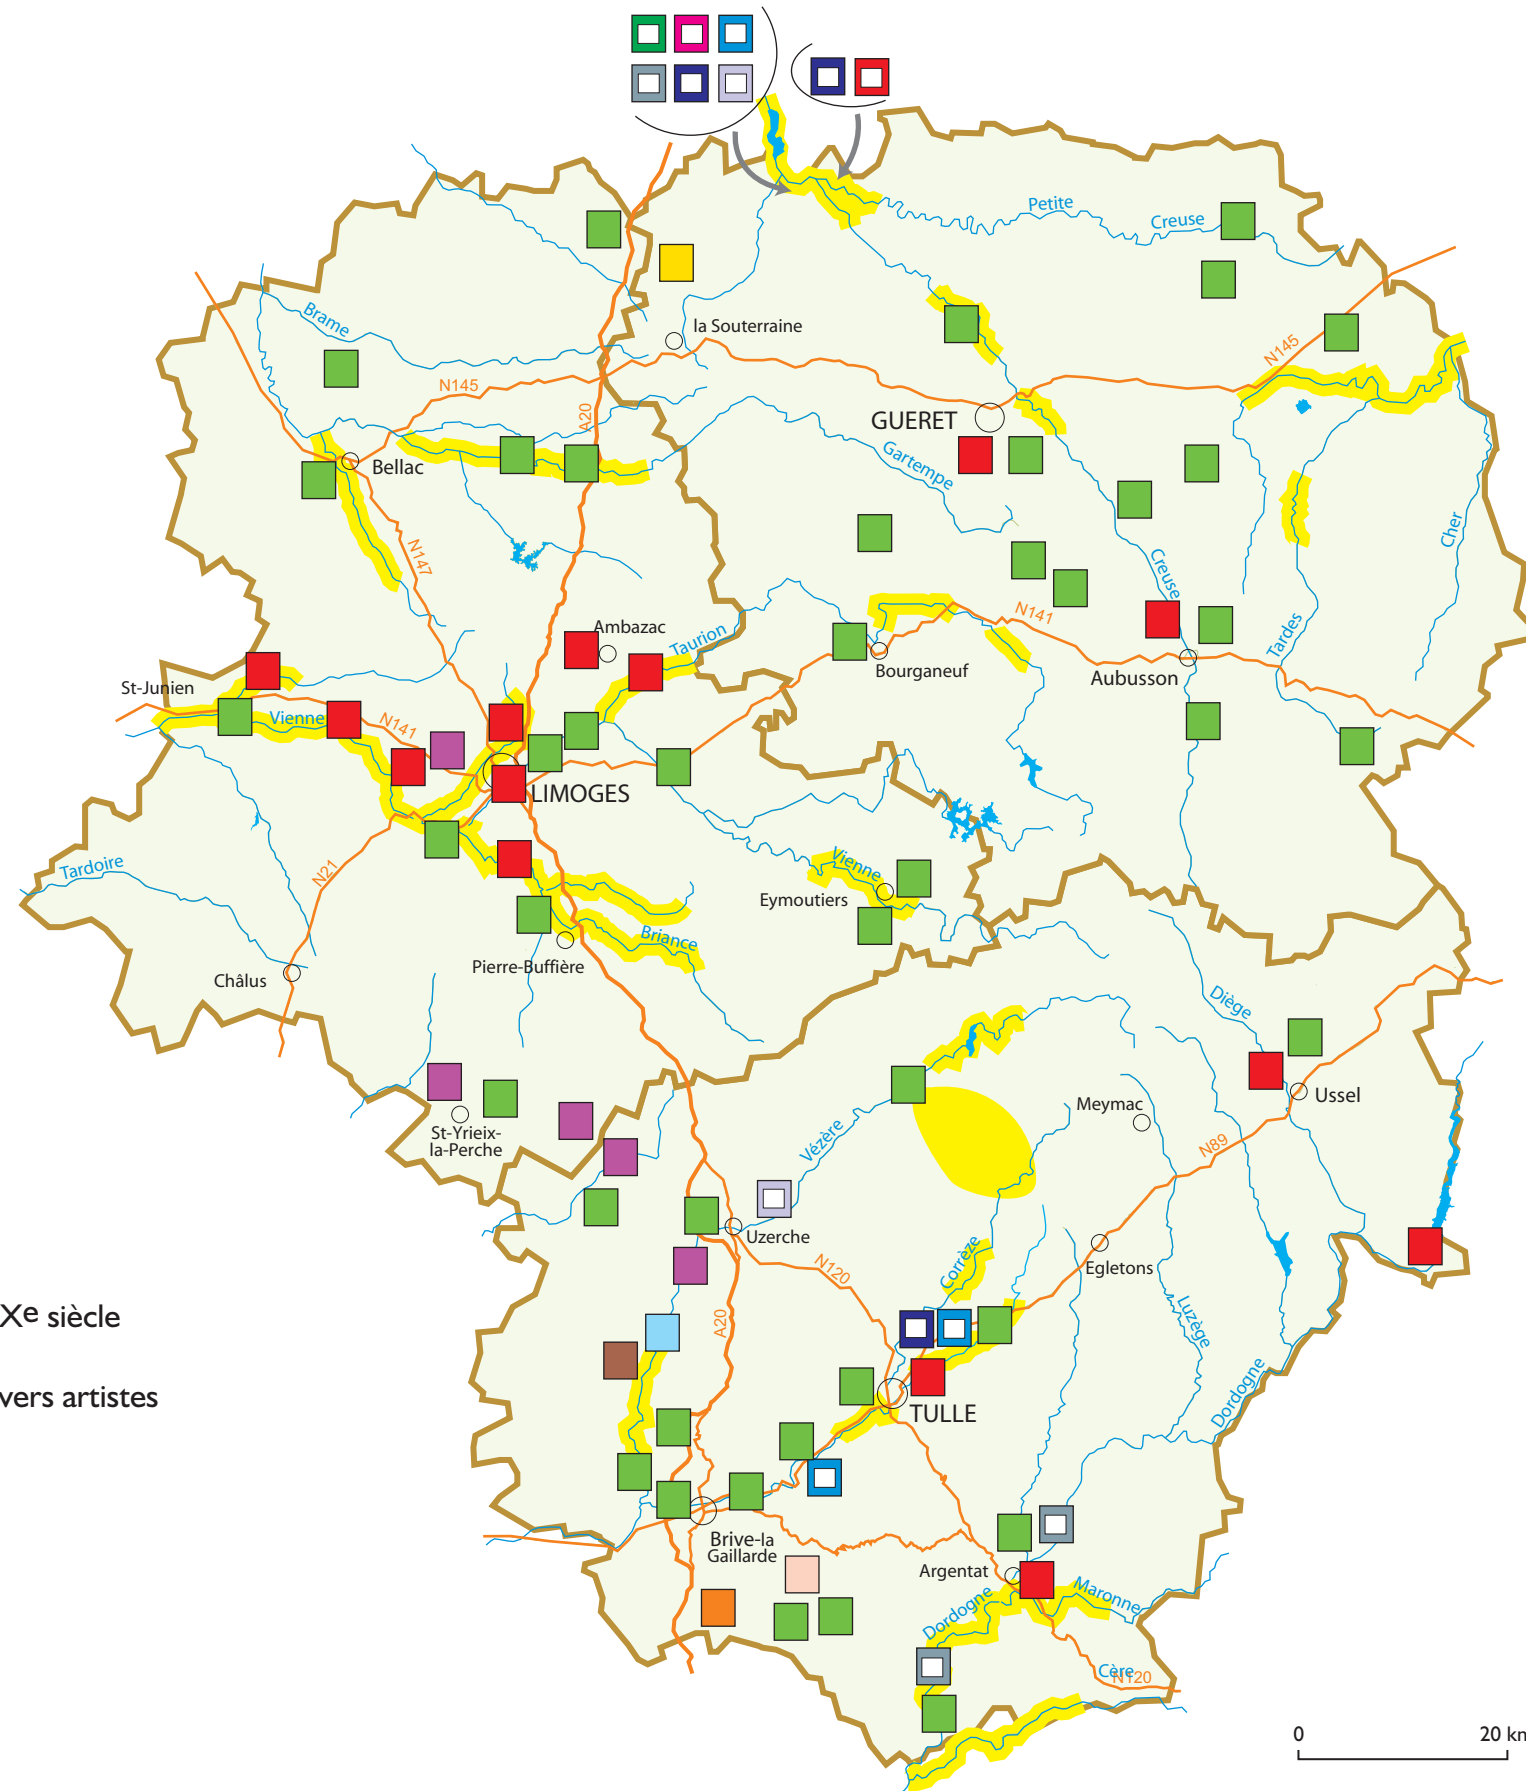 Petite
Creuse
la Souterraine
Brame
N145
N145
A20
GUERET
Gartempe
Bellac
Cher
N147
Creuse
N141
Ambazac
Taurion
Tardes
Bourganeuf
Aubusson
St-Junien
Vienne
N141
LIMOGES
Tardoire
N21
Vienne
Eymoutiers
Briance
Pierre-Buffière
Châlus
Diège
Ussel
Meymac
St-Yrieix-
la-Perche
Vézère
N89
Uzerche
N120
Corrèze
Egletons
Xe siècle
A20
Luzège
vers artistes
Dordogne
TULLE
Brive-la
Gaillarde
Argentat
Dordogne
Maronne
Cère
N120
0
20 km